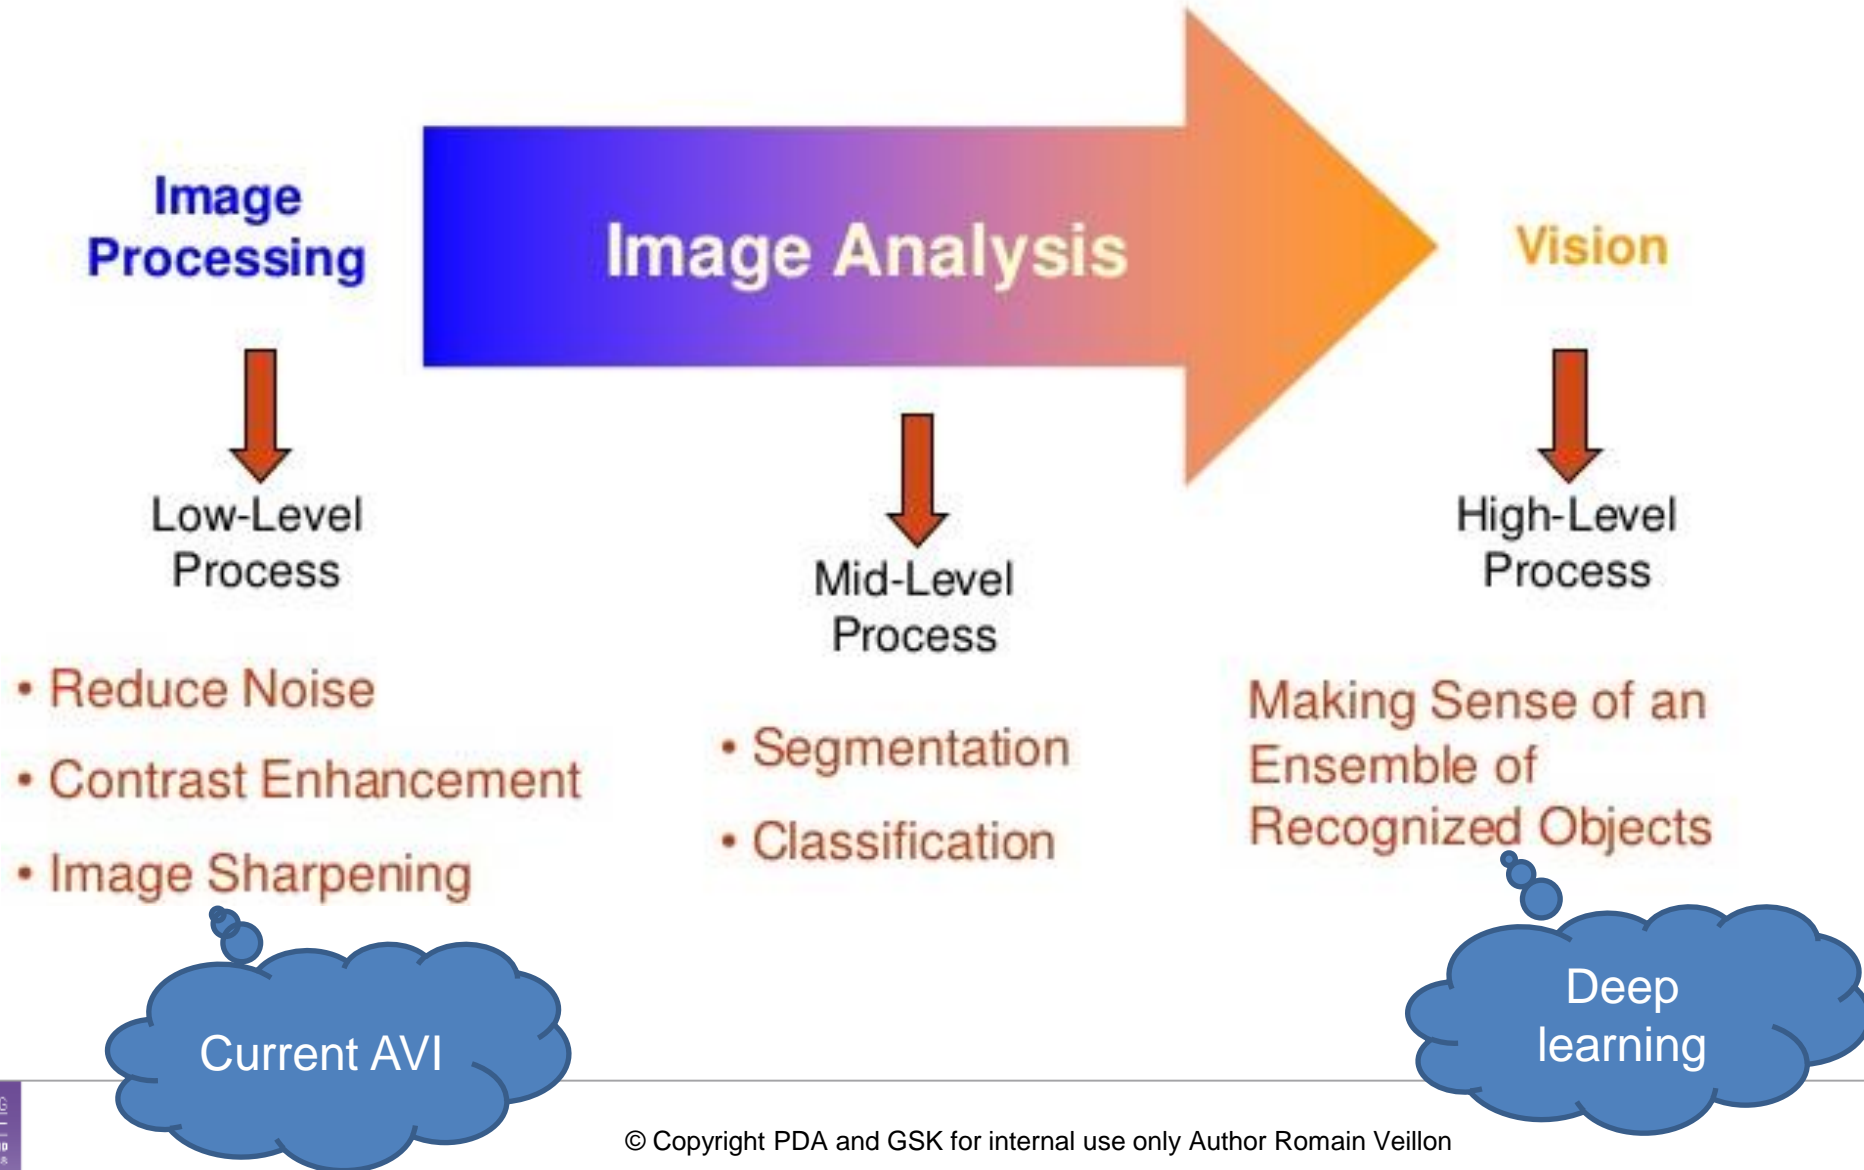 Image
Processing
Image Analysis
Vision
Low-Level
Process
• Reduce Noise
• Contrast Enhancement
• Image Sharpening
Mid-Level
Process
• Segmentation
• Classification
High-Level
Process
Making Sense of an
Ensemble of
Recognized Objects
Current AVI
Deep
learning
© Copyright PDA and GSK for internal use only Author Romain Veillon